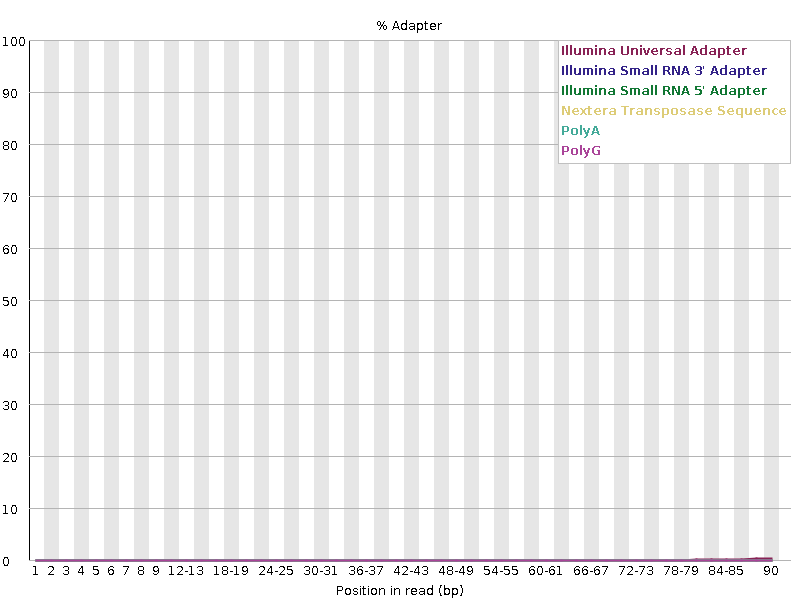 % Adapter
100
90
80
70
60
50
40
30
20
10
0
Illumina Universal Adapter
Illumina Small RNA 3' Adapter
Illumina Small RNA 5' Adapter
Nextera Transposase Sequence
PolyA
PolyG
1 2 3 4 5 6 7 8 9 12-13 18-19 24-25 30-31 36-37 42-43 48-49 54-55 60-61 66-67 72-73 78-79 84-85 90
Position in read (bp)